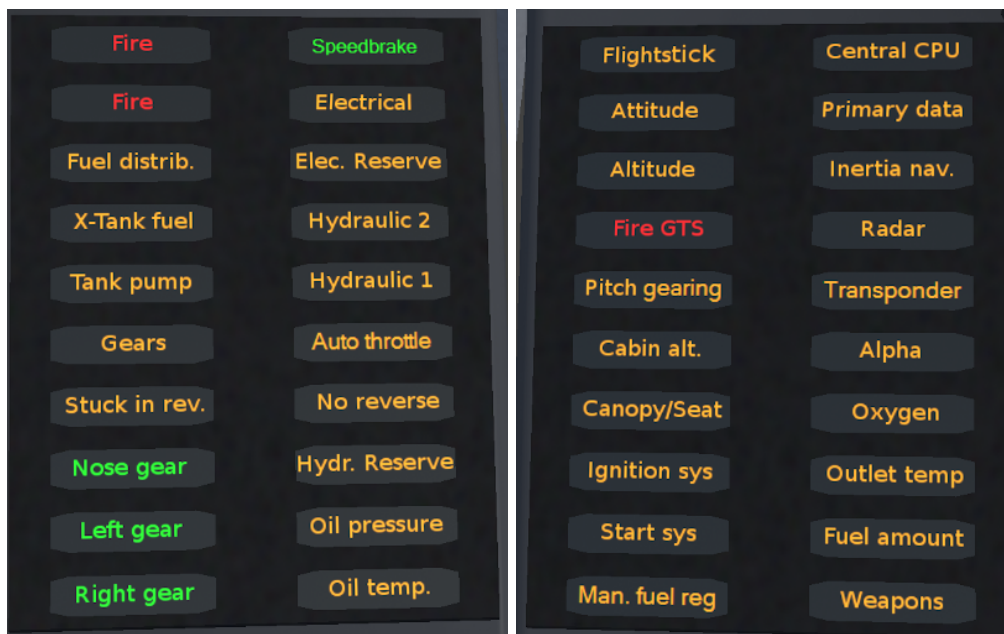 Fire
Fire
Fuel distrib.
X-Tank fuel
Tank pump
Gears
Stuck in rev.
Nose gear
Left gear
Right gear
Speedbrake
Electrical
Elec. Reserve
Hydraulic 2
Hydraulic 1
Auto throttle
No reverse
Hydr. Reserve
Oil pressure
Oil temp.
Flightstick
Attitude
Altitude
Fire GTS
Pitch gearing
Cabin alt.
Canopy/Seat
Ignition sys
Start sys
Man. fuel reg
Central CPU
Primary data
Inertia nav.
Radar
Transponder
Alpha
Oxygen
Outlet temp
Fuel amount
Weapons